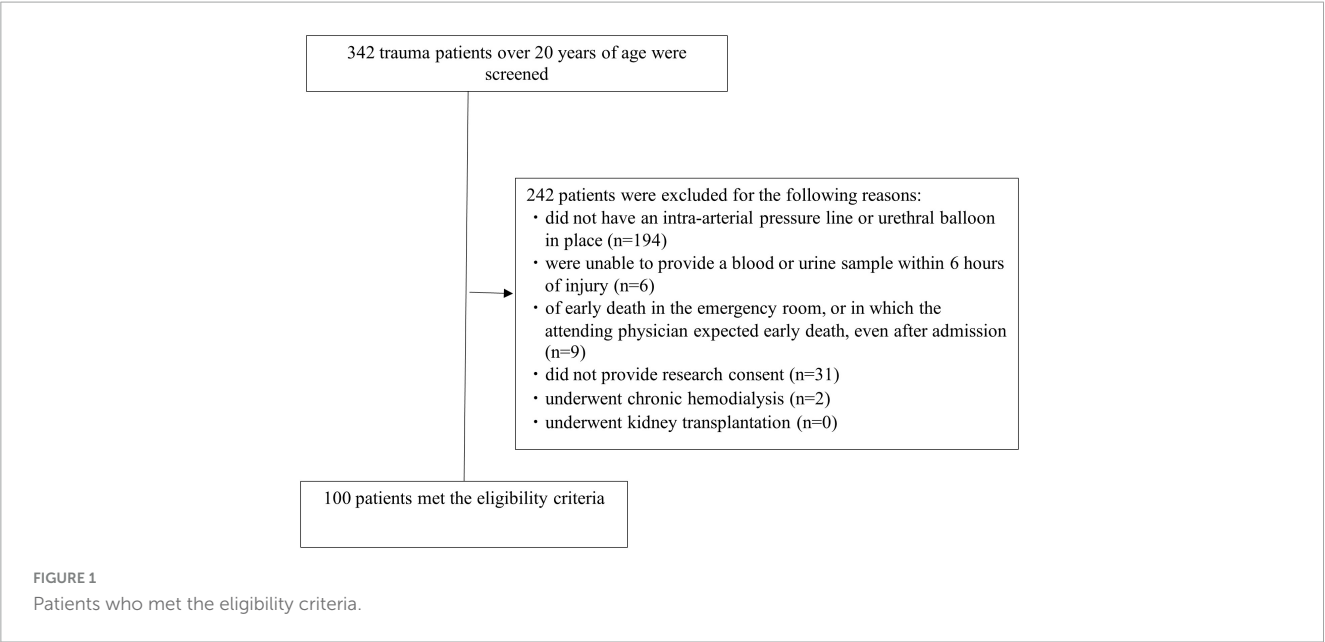 342 trauma patients over 20 years of age were
screened
242 patients were excluded for the following reasons:
・did not have an intra-arterial pressure line or urethral balloon
in place (n=194)
・were unable to provide a blood or urine sample within 6 hours
of injury (n=6)
・of early death in the emergency room, or in which the
attending physician expected early death, even after admission
(n=9)
・did not provide research consent (n=31)
・underwent chronic hemodialysis (n=2)
・underwent kidney transplantation (n=0)
100 patients met the eligibility criteria
FIGURE 1
Patients who met the eligibility criteria.